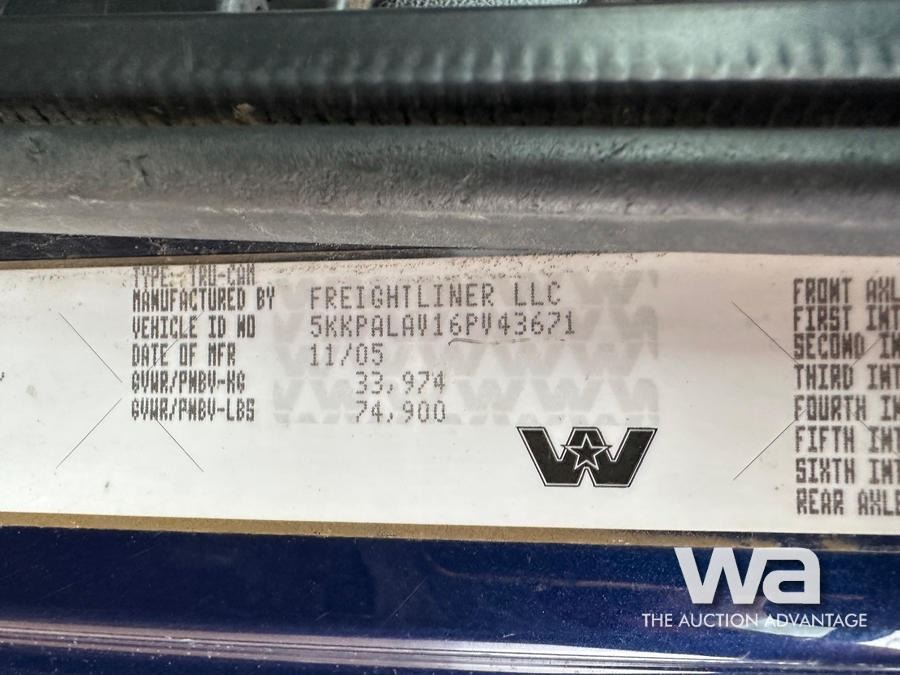 TYPE: TRU-CAM
MANUFACTURED BY FREIGHTLINER LLC
VEHICLE ID NO 5KKPALAV16PV43671
DATE OF MFR 11/05
GVWR/PNBV-KG 33,974
GVWR/PNBV-LBS 74,900
FRONT AXL
FIRST INT
SECOND IN
THIRD INT
FOURTH IN
FIFTH INT
SIXTH INT
REAR AXLE
wa
THE AUCTION ADVANTAGE